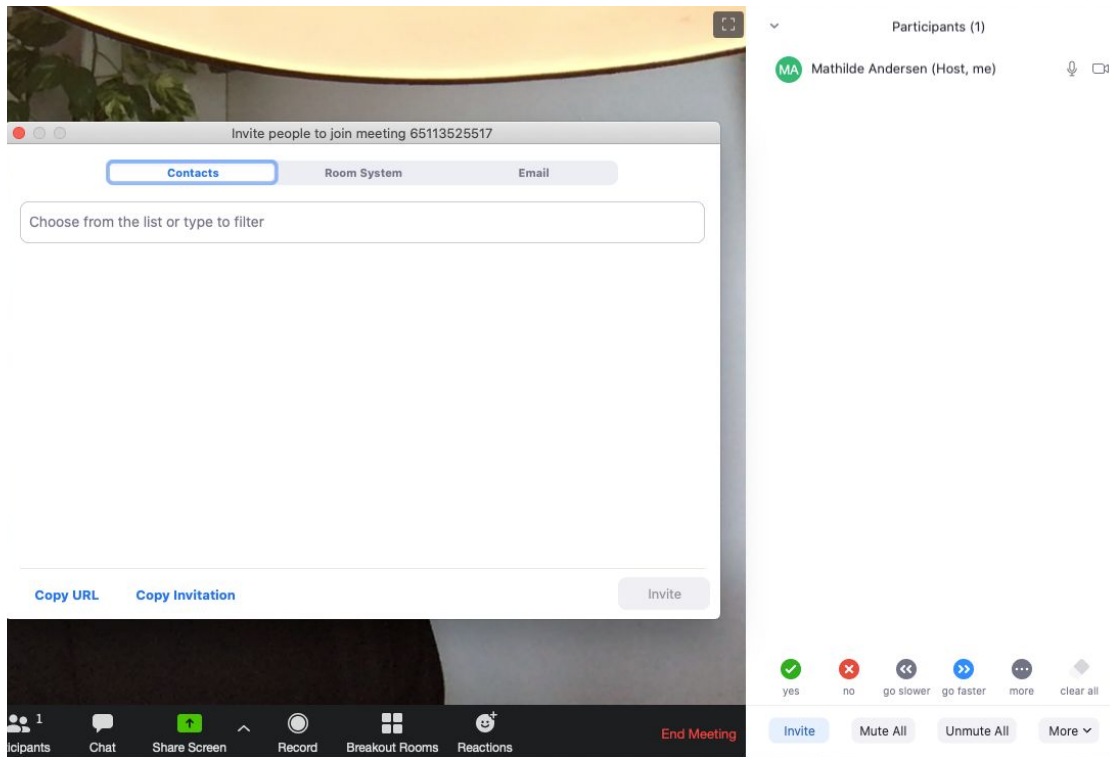 Participants (1)
MA Mathilde Andersen (Host, me)
Invite people to join meeting 65113525517
Contacts Room System Email
Choose from the list or type to filter
Copy URL Copy Invitation Invite
yes no go slower go faster more clear all
1
icipants Chat Share Screen Record Breakout Rooms Reactions End Meeting
Invite Mute All Unmute All More